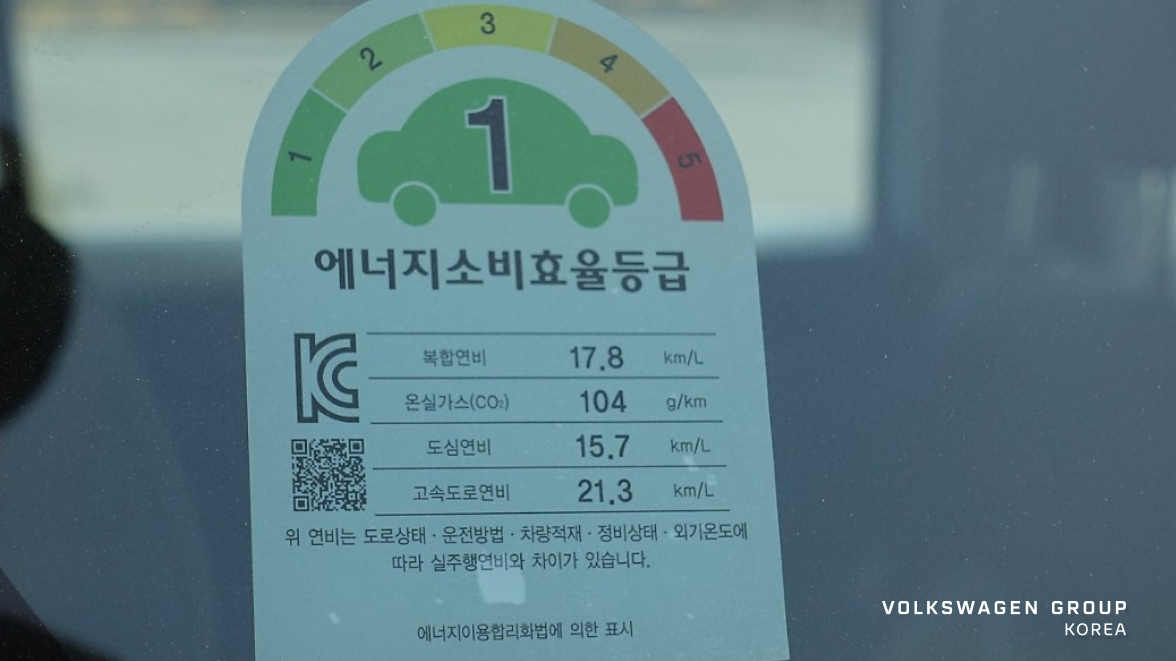 1 2 3 4 5
1
에너지소비효율등급
KC
복합연비 17.8 km/L
온실가스(CO₂) 104 g/km
도심연비 15.7 km/L
고속도로연비 21.3 km/L
위 연비는 도로상태 · 운전방법 · 차량적재 · 정비상태 · 외기온도에
따라 실주행연비와 차이가 있습니다.
에너지이용합리화법에 의한 표시
VOLKSWAGEN GROUP
KOREA